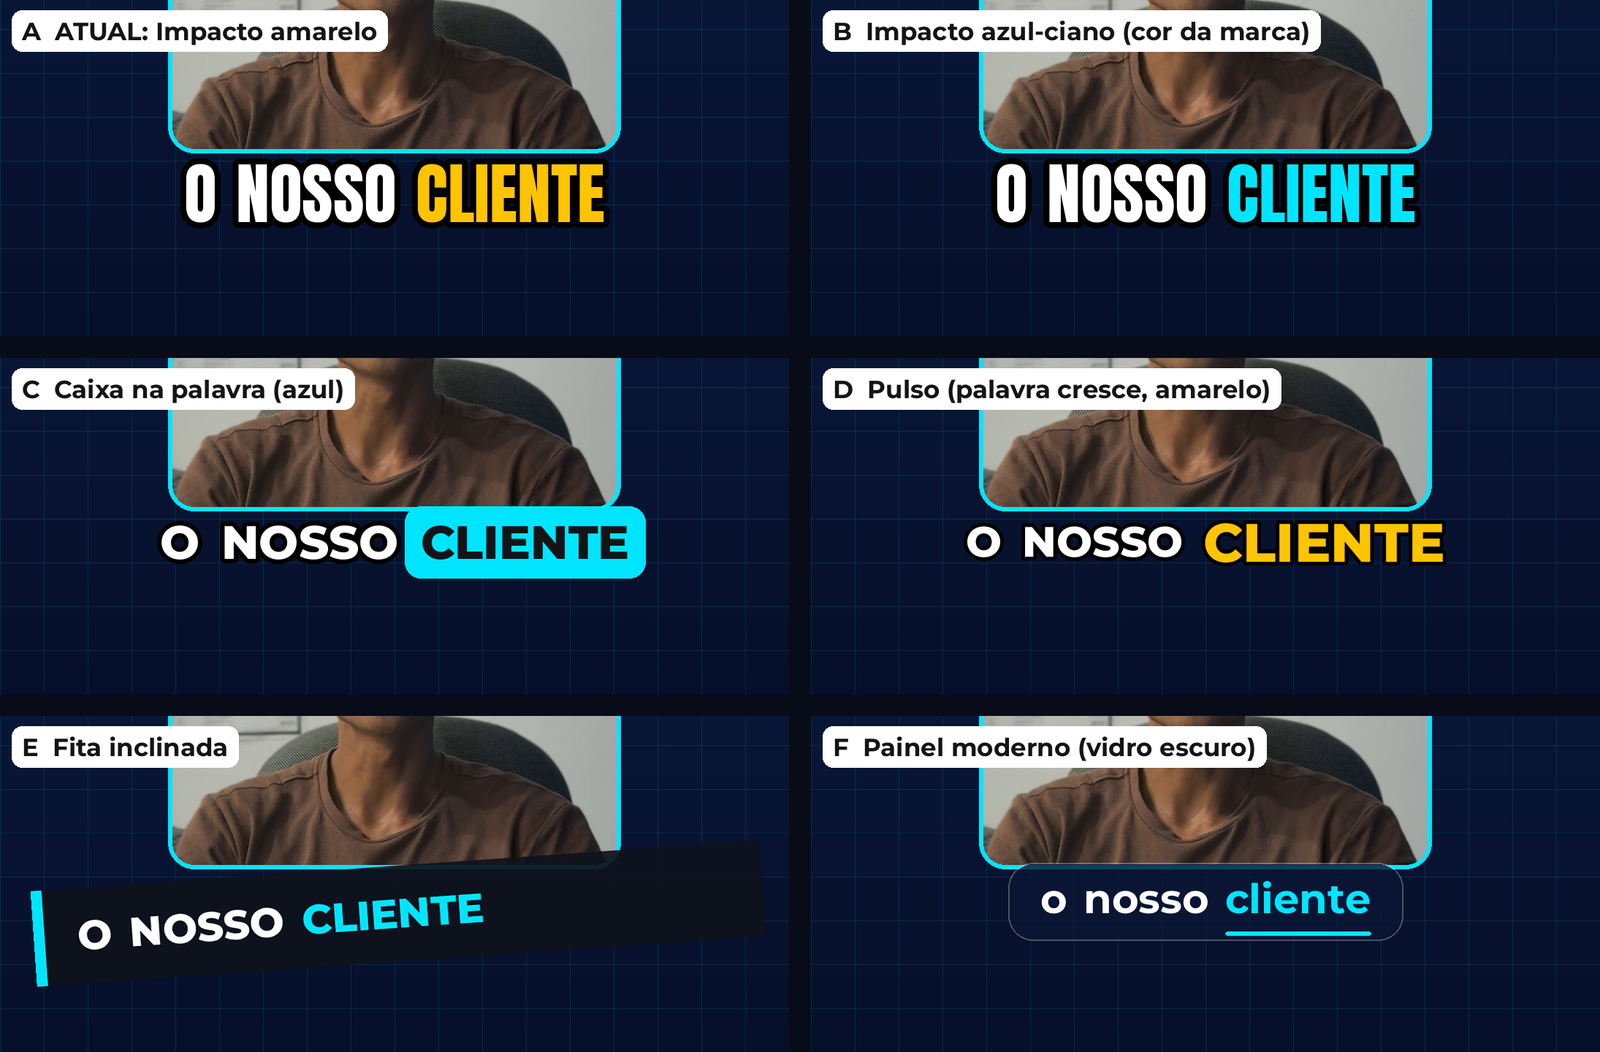 A ATUAL: Impacto amarelo
O NOSSO CLIENTE
B Impacto azul-ciano (cor da marca)
O NOSSO CLIENTE
C Caixa na palavra (azul)
O NOSSO CLIENTE
D Pulso (palavra cresce, amarelo)
O NOSSO CLIENTE
E Fita inclinada
O NOSSO CLIENTE
F Painel moderno (vidro escuro)
o nosso cliente